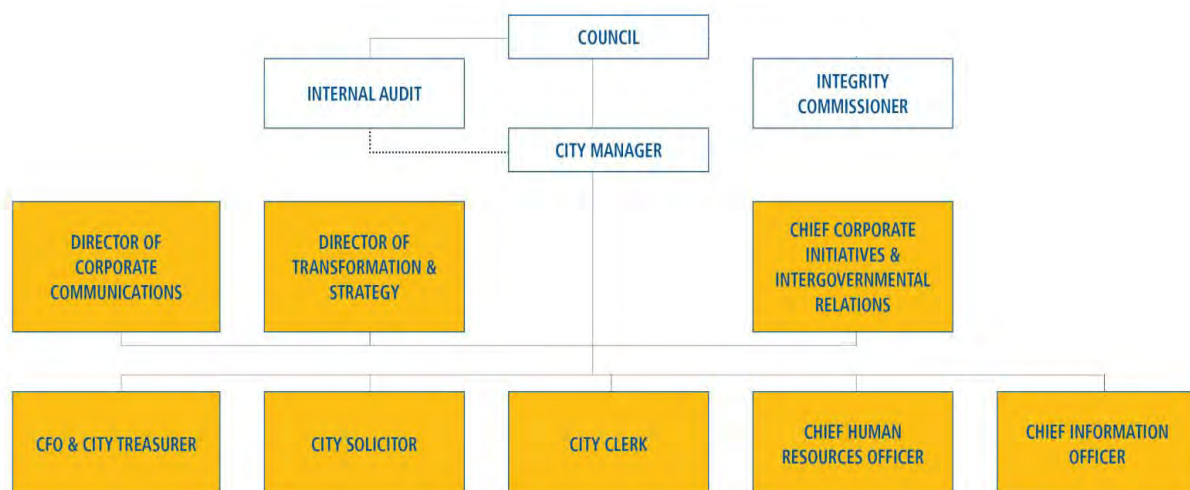 COUNCIL
INTERNAL AUDIT
INTEGRITY
COMMISSIONER
CITY MANAGER
DIRECTOR OF
CORPORATE
COMMUNICATIONS
DIRECTOR OF
TRANSFORMATION &
STRATEGY
CHIEF CORPORATE
INITIATIVES &
INTERGOVERNMENTAL
RELATIONS
CFO & CITY TREASURER
CITY SOLICITOR
CITY CLERK
CHIEF HUMAN
RESOURCES OFFICER
CHIEF INFORMATION
OFFICER